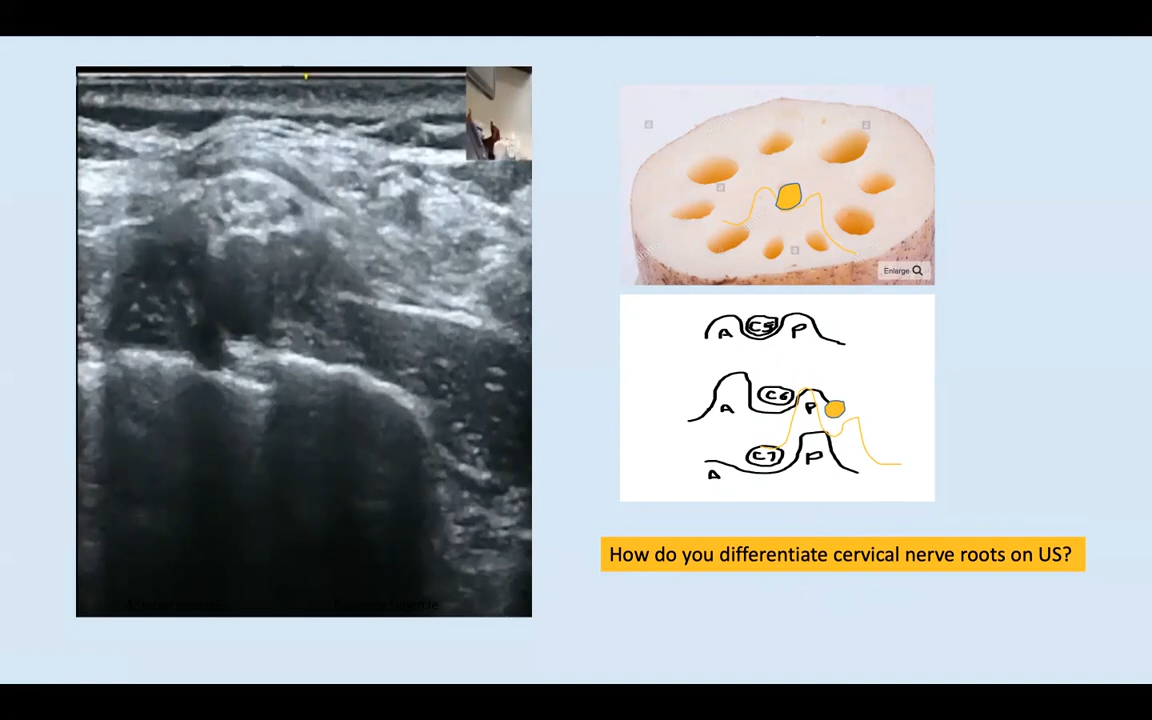 Enlarge
A C5 P
A C6 P
C7 P
A
How do you differentiate cervical nerve roots on US?